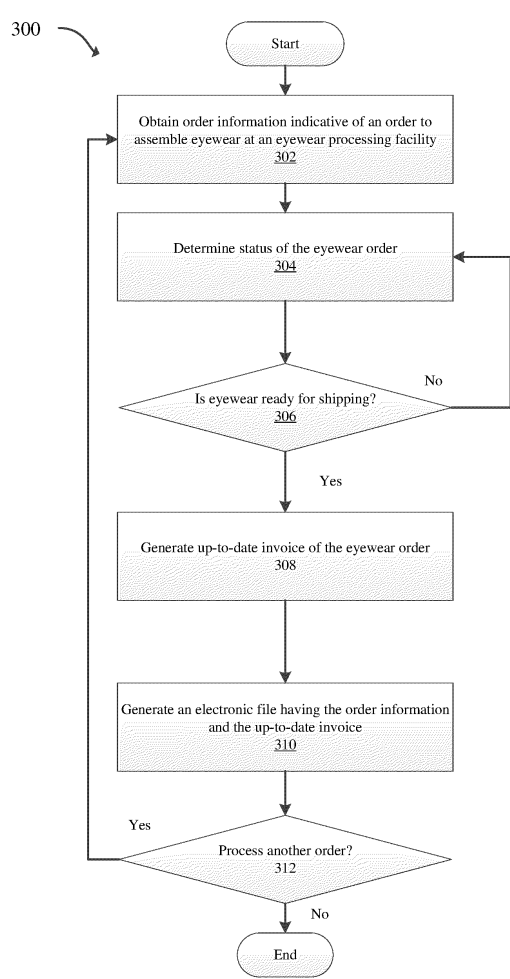 300
Start
Obtain order information indicative of an order to
assemble eyewear at an eyewear processing facility
302
Determine status of the eyewear order
304
No
Is eyewear ready for shipping?
306
Yes
Generate up-to-date invoice of the eyewear order
308
Generate an electronic file having the order information
and the up-to-date invoice
310
Yes
Process another order?
312
No
End